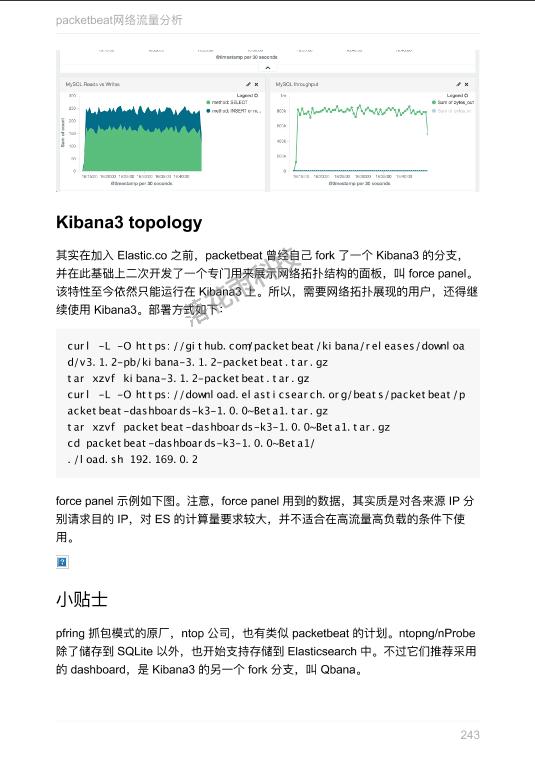 packetbeat网络流量分析
@timestamp per 30 seconds
MySQL Reads vs Writes
MySQL throughput
Legend
Legend
method: SELECT
Sum of bytes_out
method: INSERT or re...
Sum of count
@timestamp per 30 seconds
@timestamp per 30 seconds
Kibana3 topology
其实在加入 Elastic.co 之前，packetbeat 曾经自己 fork 了一个 Kibana3 的分支，
并在此基础上二次开发了一个专门用来展示网络拓扑结构的面板，叫 force panel。
该特性至今依然只能运行在 Kibana3 上。所以，需要网络拓扑展现的用户，还得继
续使用 Kibana3。部署方式如下：
curl -L -O https://github.com/packetbeat/kibana/releases/downloa
d/v3.1.2-pb/kibana-3.1.2-packetbeat.tar.gz
tar xzvf kibana-3.1.2-packetbeat.tar.gz
curl -L -O https://download.elasticsearch.org/beats/packetbeat/p
acketbeat-dashboards-k3-1.0.0~Beta1.tar.gz
tar xzvf packetbeat-dashboards-k3-1.0.0~Beta1.tar.gz
cd packetbeat-dashboards-k3-1.0.0~Beta1/
./load.sh 192.169.0.2
force panel 示例如下图。注意，force panel 用到的数据，其实质是对各来源 IP 分
别请求目的 IP，对 ES 的计算量要求较大，并不适合在高流量高负载的条件下使
用。
小贴士
pfring 抓包模式的原厂，ntop 公司，也有类似 packetbeat 的计划。ntopng/nProbe
除了储存到 SQLite 以外，也开始支持存储到 Elasticsearch 中。不过它们推荐采用
的 dashboard，是 Kibana3 的另一个 fork 分支，叫 Qbana。
243